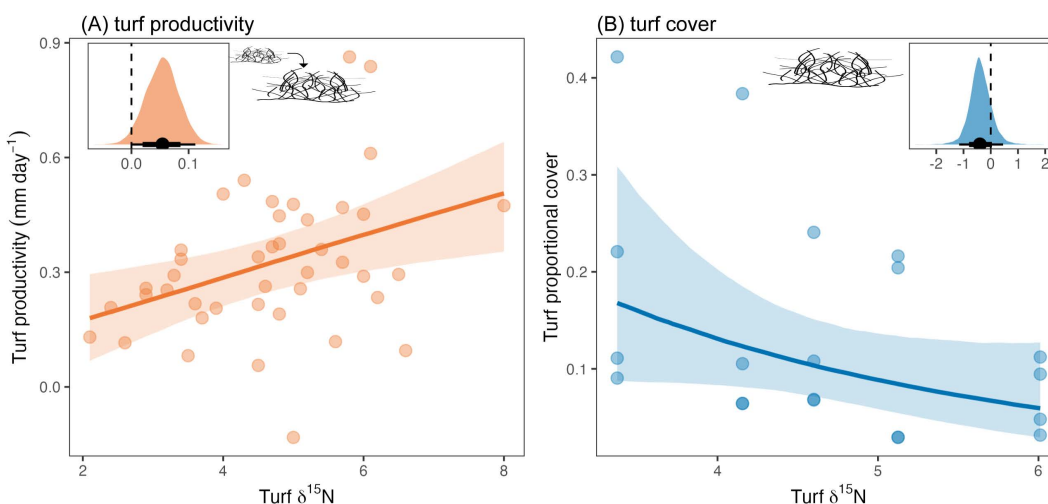 (A) turf productivity
(B) turf cover
0.9
0.6
0.3
0.0
Turf productivity (mm day⁻¹)
0.0 0.1
2 4 6 8
Turf δ¹⁵N
0.4
0.3
0.2
0.1
Turf proportional cover
-2 -1 0 1 2
4 5 6
Turf δ¹⁵N